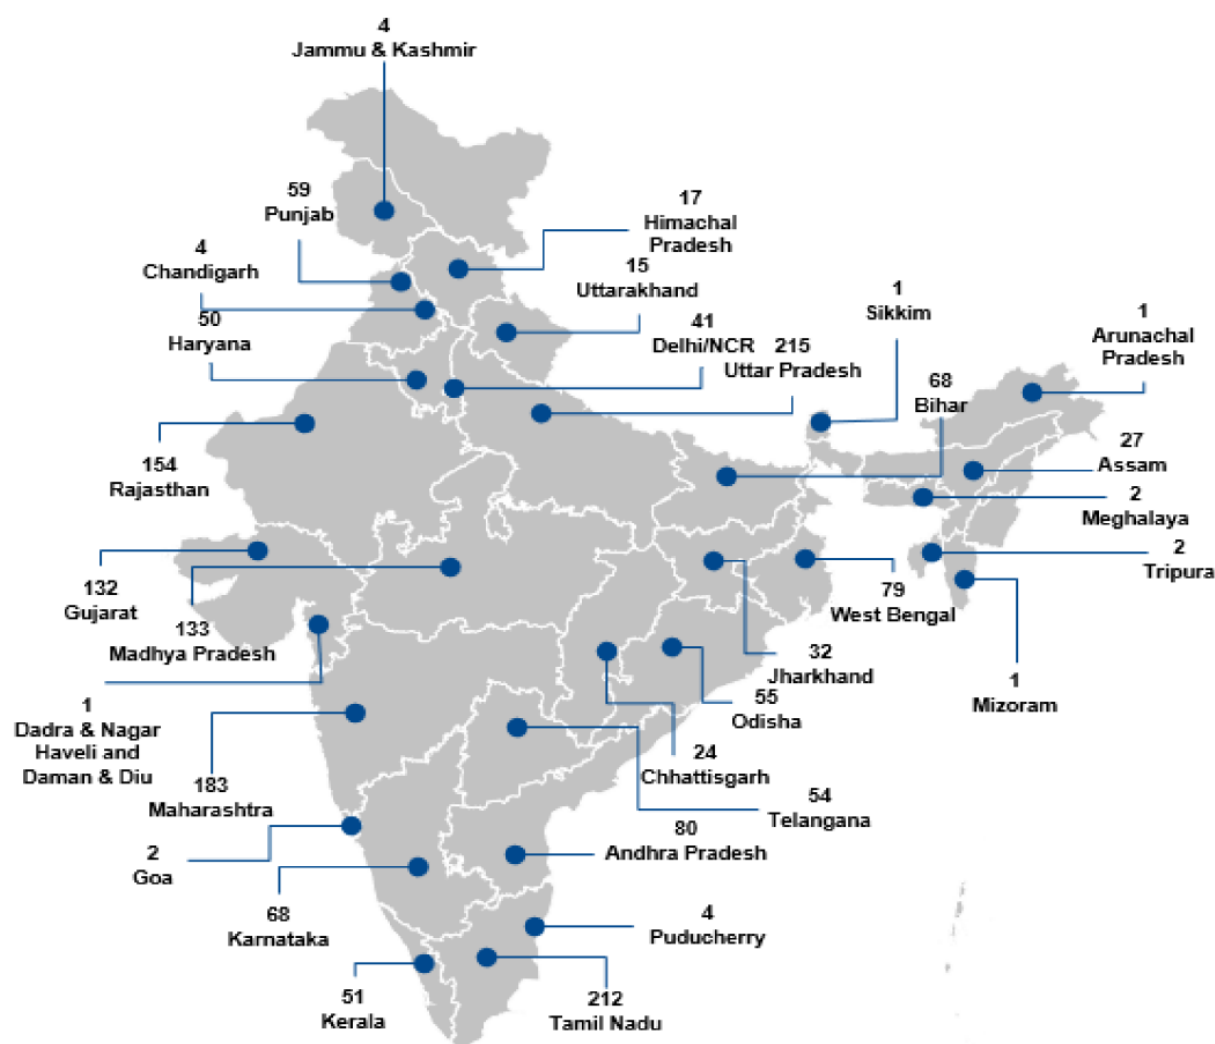 4
Jammu & Kashmir
59
Punjab
17
Himachal
Pradesh
4
Chandigarh
15
Uttarakhand
50
Haryana
41
Delhi/NCR
215
Uttar Pradesh
1
Sikkim
1
Arunachal
Pradesh
68
Bihar
154
Rajasthan
27
Assam
2
Meghalaya
132
Gujarat
2
Tripura
79
West Bengal
133
Madhya Pradesh
32
Jharkhand
1
Mizoram
1
Dadra & Nagar
Haveli and
Daman & Diu
55
Odisha
183
Maharashtra
24
Chhattisgarh
54
Telangana
2
Goa
80
Andhra Pradesh
68
Karnataka
4
Puducherry
51
Kerala
212
Tamil Nadu